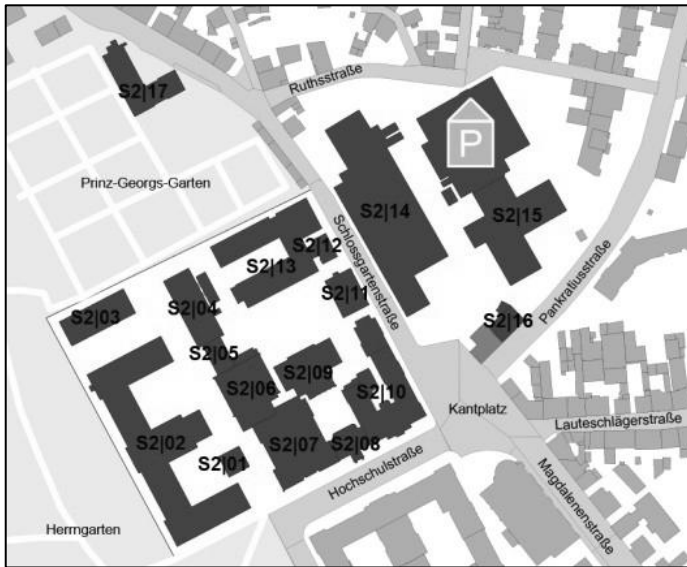 S2|17
Ruthsstraße
P
Prinz-Georgs-Garten
S2|14
S2|15
Schlossgartenstraße
S2|12
S2|13
S2|11
S2|04
S2|03
S2|16
Pankratiusstraße
S2|05
S2|09
S2|06
S2|10
Kantplatz
Lauteschlägerstraße
S2|02
S2|07
S2|08
S2|01
Hochschulstraße
Magdalenenstraße
Herrngarten